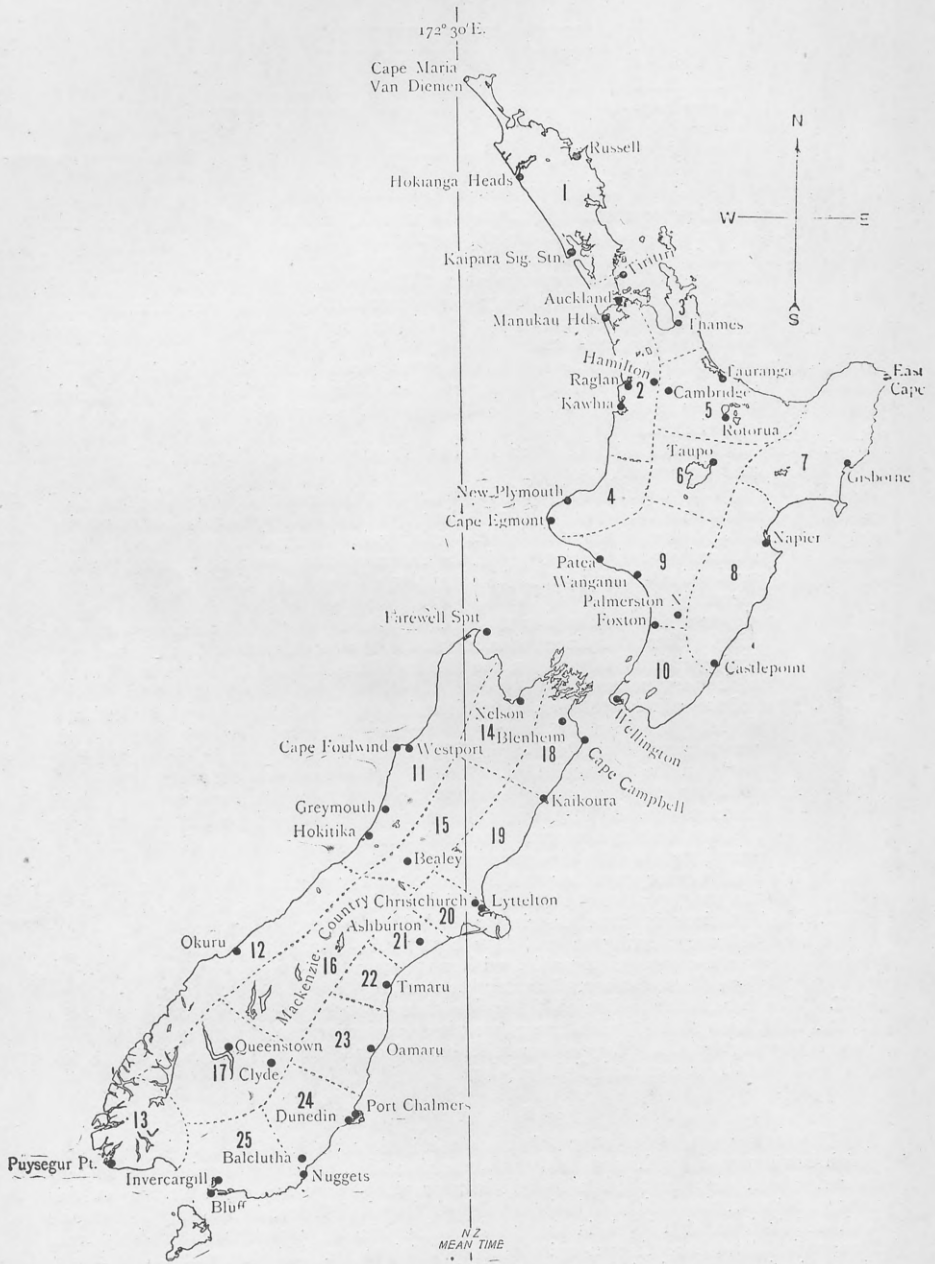 172° 30′ E.
Cape Maria
Van Diemen
N
Russell
Hokianga Heads
1
W
E
Kaipara Sig. Stn.
Tiritiri
Auckland
3
S
Manukau Hds.
Thames
Hamilton
Tauranga
East
Cape
Raglan
2
Cambridge
Kawhia
5
Rotorua
Taupo
7
6
Gisborne
New Plymouth
4
Cape Egmont
Napier
Patea
9
8
Wanganui
Palmerston N
Foxton
Farewell Spit
Castlepoint
10
Nelson
Wellington
14
Blenheim
18
Cape Foulwind
Westport
11
Cape Campbell
Kaikoura
Greymouth
15
19
Hokitika
Bealey
Christchurch
Lyttelton
20
Mackenzie Country
Ashburton
21
Okuru
12
16
22
Timaru
Queenstown
23
Oamaru
17
Clyde
24
Port Chalmers
Dunedin
13
25
Balclutha
Puysegur Pt.
Invercargill
Nuggets
Bluff
NZ
MEAN TIME